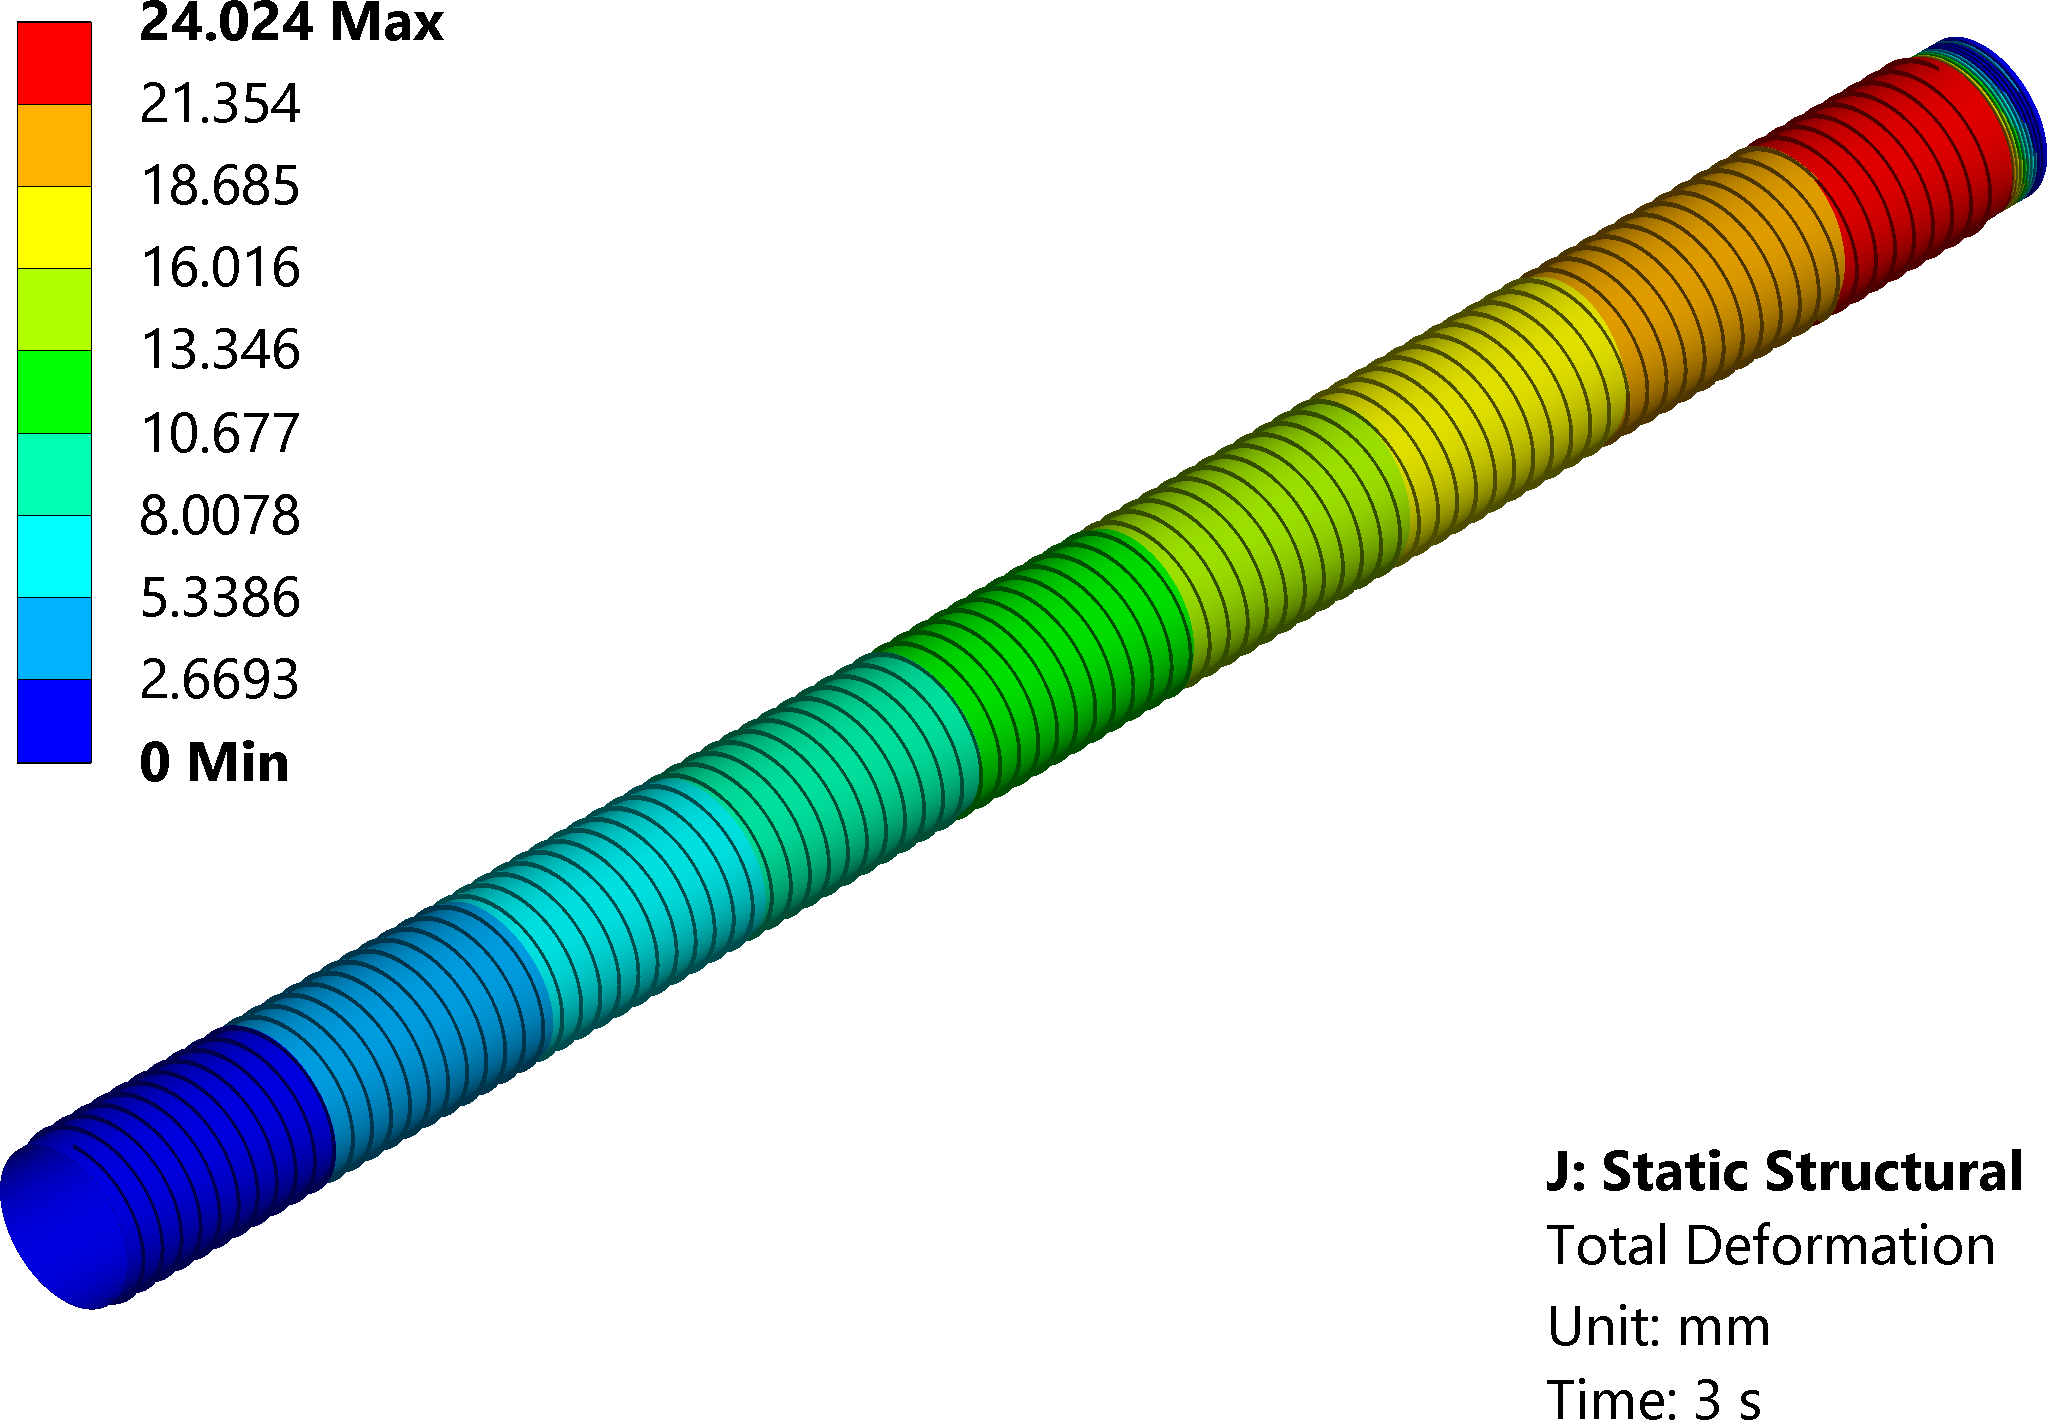 24.024 Max
21.354
18.685
16.016
13.346
10.677
8.0078
5.3386
2.6693
0 Min
J: Static Structural
Total Deformation
Unit: mm
Time: 3 s